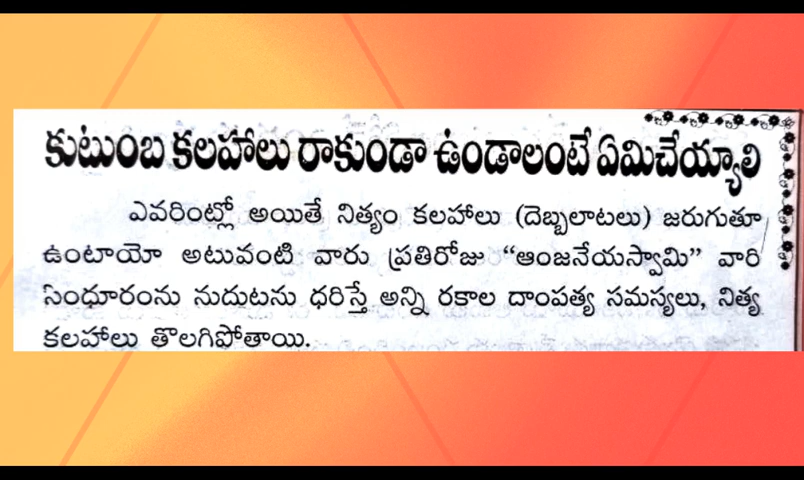 కుటుంబ కలహాలు రాకుండా ఉండాలంటే ఏమిచేయ్యాలి
ఎవరింట్లో అయితే నిత్యం కలహాలు (దెబ్బలాటలు) జరుగుతూ
ఉంటాయో అటువంటి వారు ప్రతిరోజు “ఆంజనేయస్వామి” వారి
సింధూరంను నుదుటను ధరిస్తే అన్ని రకాల దాంపత్య సమస్యలు, నిత్య
కలహాలు తొలగిపోతాయి.